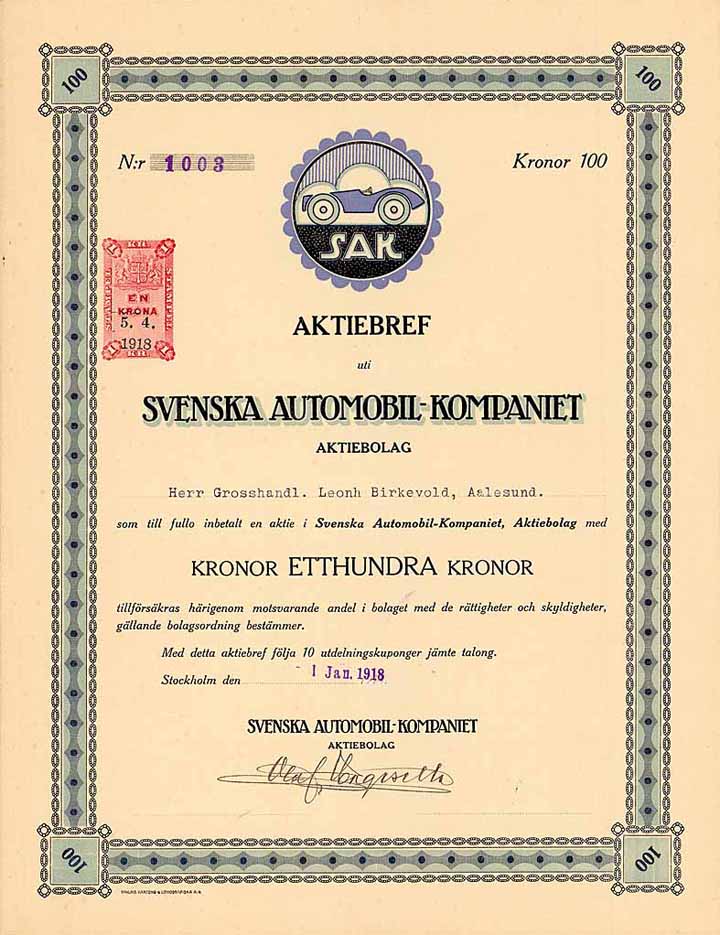 100
100
N:r 1003
Kronor 100
SAK
EN
KRONA
5. 4.
1918
AKTIEBREF
uti
SVENSKA AUTOMOBIL-KOMPANIET
AKTIEBOLAG
Herr Grosshandl. Leonh Birkevold, Aalesund.
som till fullo inbetalt en aktie i Svenska Automobil-Kompaniet, Aktiebolag med
KRONOR ETTHUNDRA KRONOR
tillförsäkras härigenom motsvarande andel i bolaget med de rättigheter och skyldigheter,
gällande bolagsordning bestämmer.
Med detta aktiebref följa 10 utdelningskuponger jämte talong.
Stockholm den - 1 Jan. 1918
SVENSKA AUTOMOBIL-KOMPANIET
AKTIEBOLAG
Olof
100
100